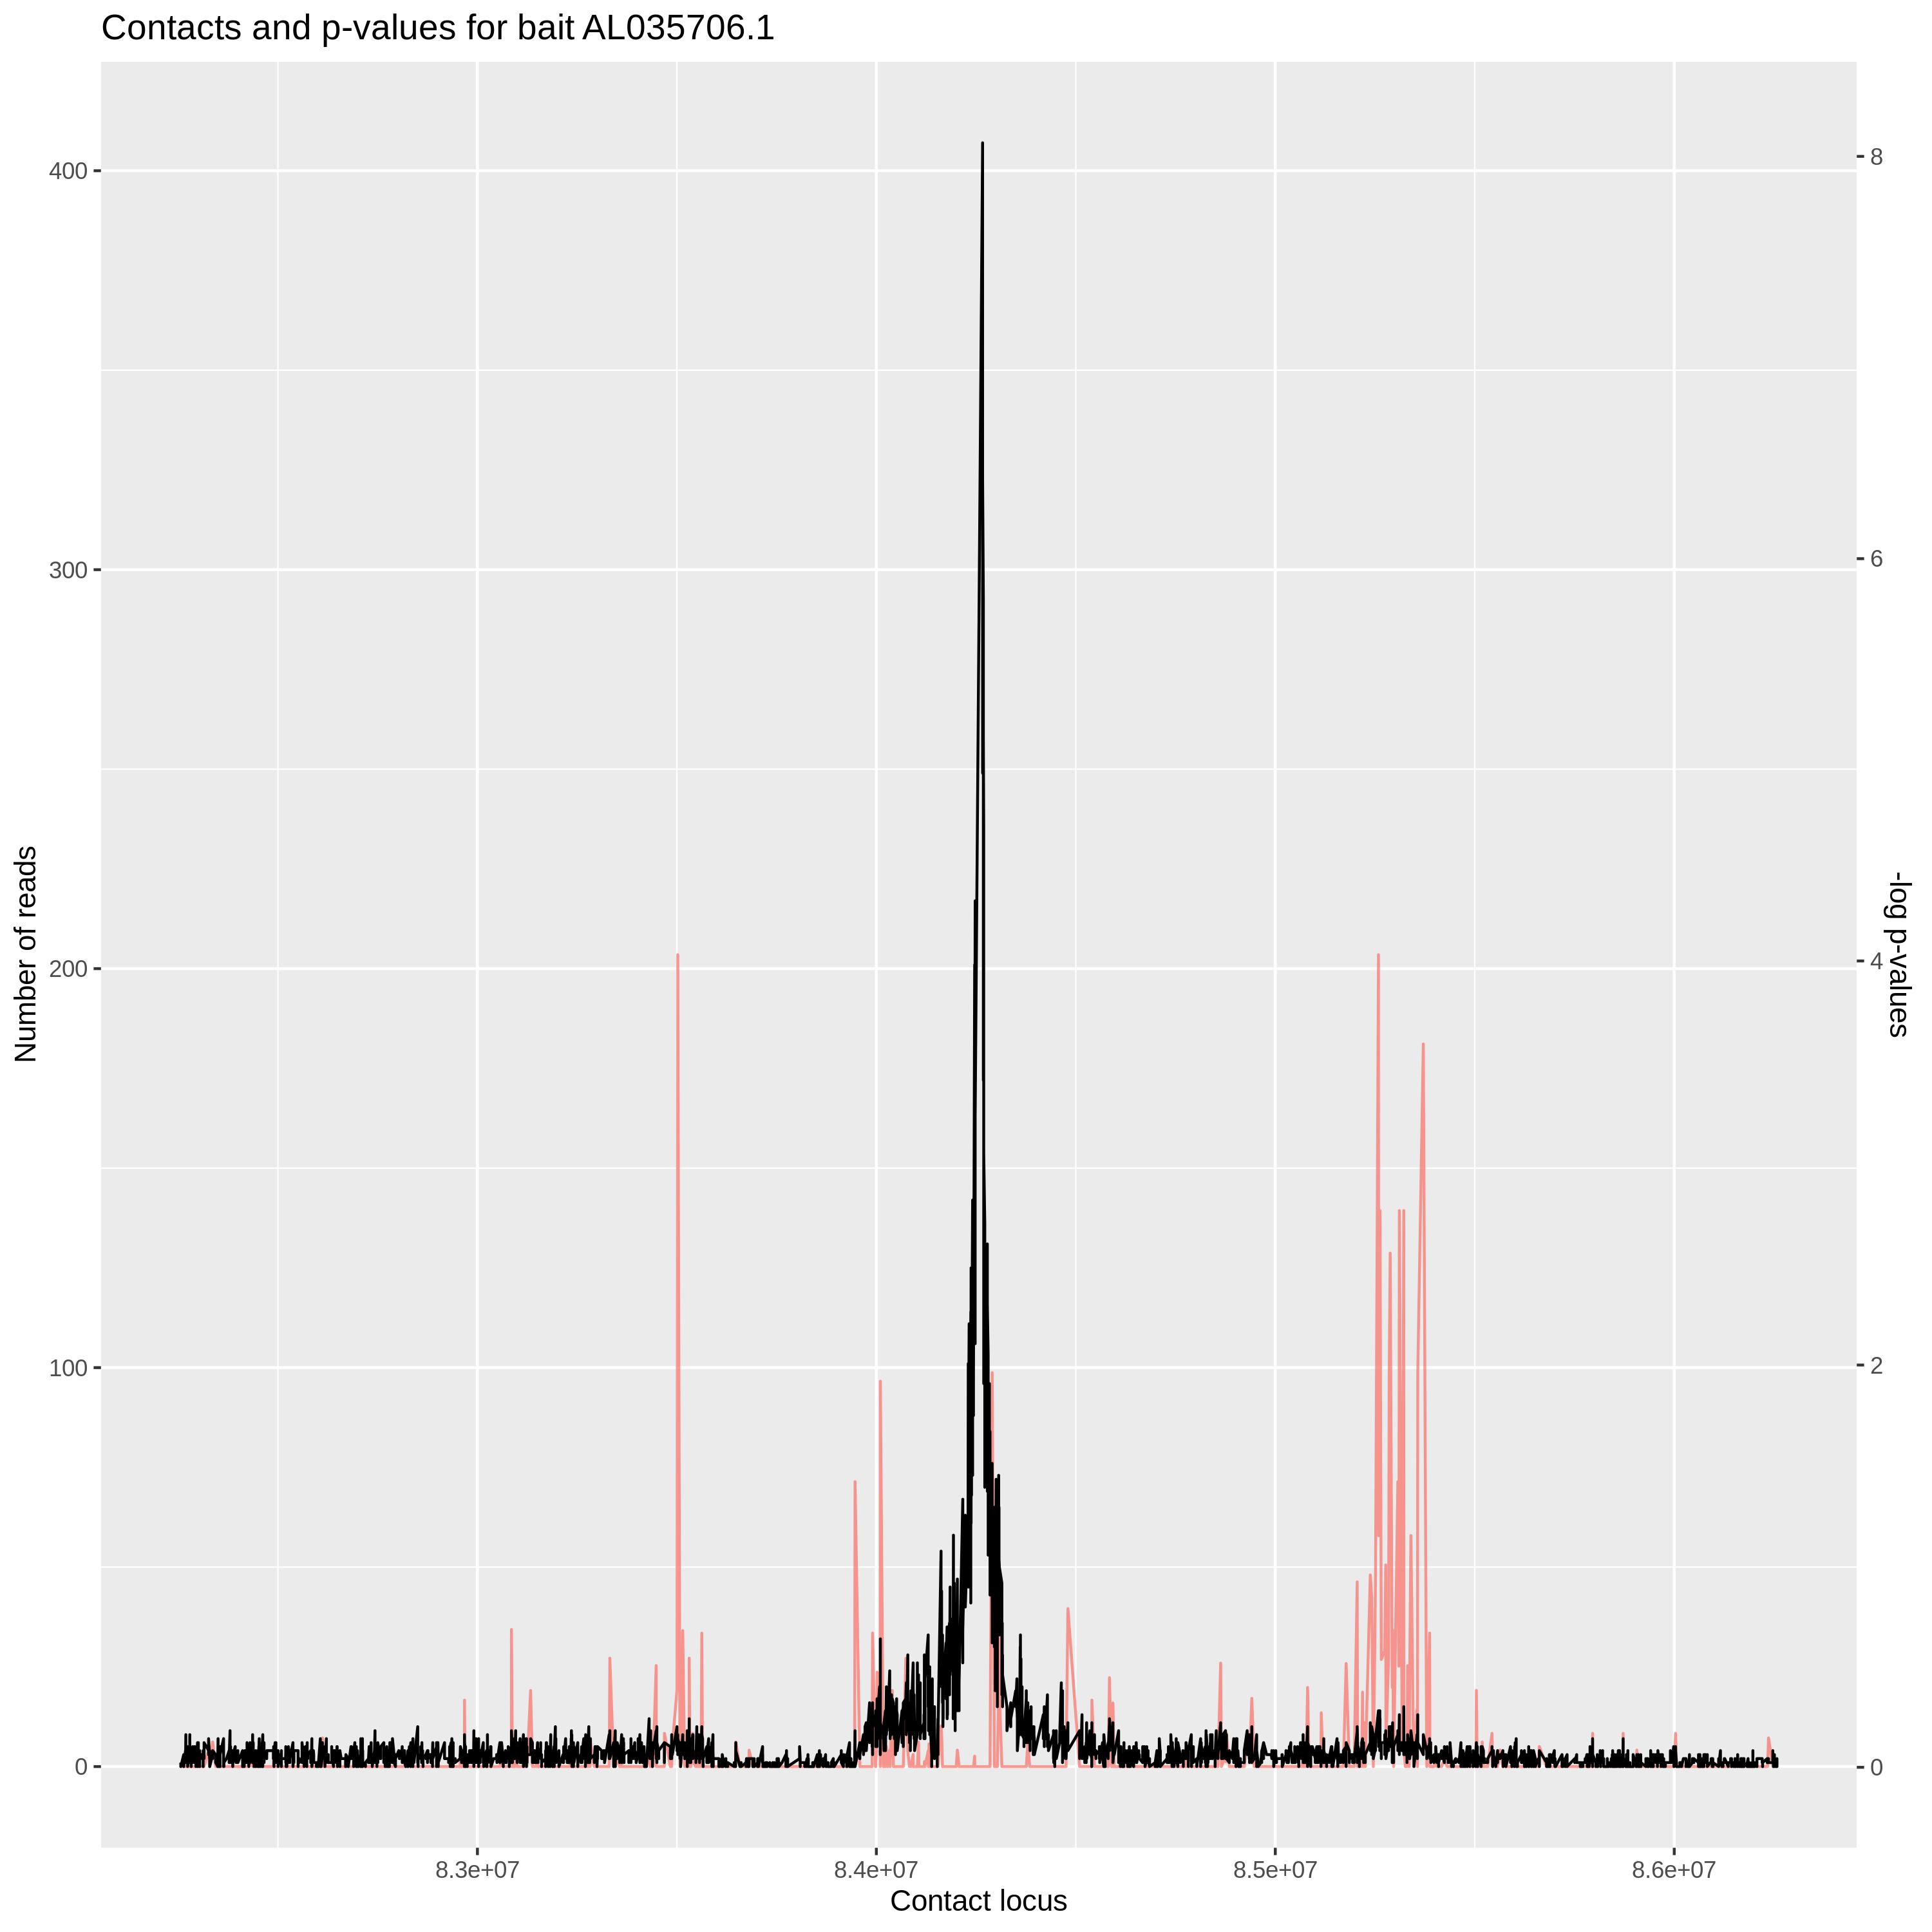 Contacts and p-values for bait AL035706.1
400
300
200
100
0
8
6
4
2
0
Number of reads
-log p-values
8.3e+07
8.4e+07
8.5e+07
8.6e+07
Contact locus